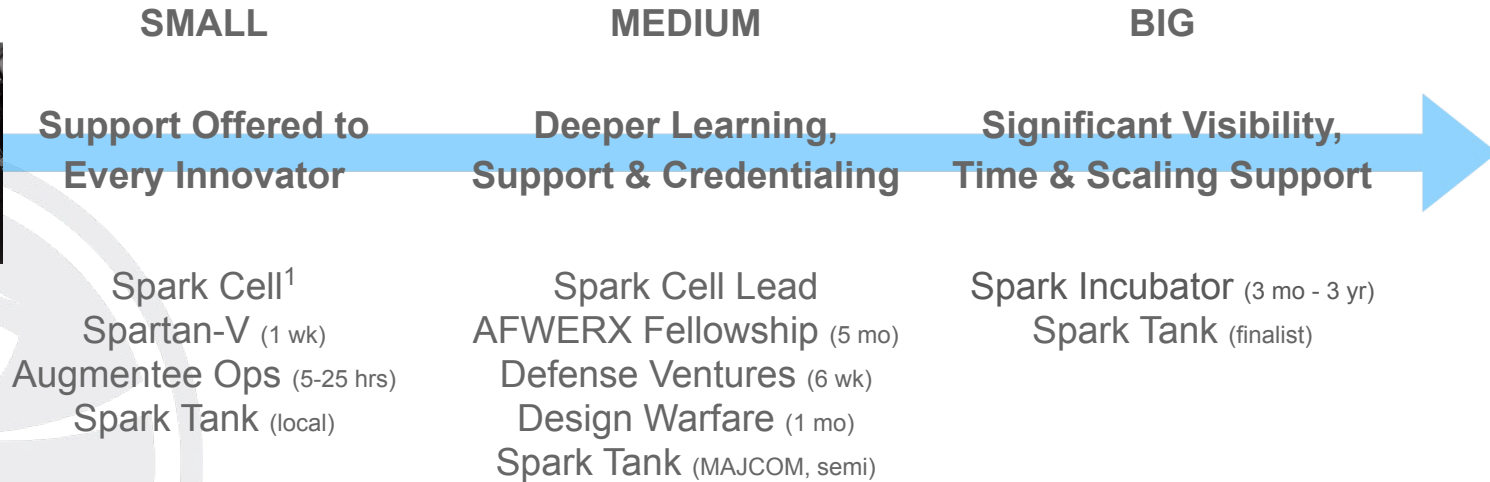 SMALL
MEDIUM
BIG
Support Offered to
Every Innovator
Deeper Learning,
Support & Credentialing
Significant Visibility,
Time & Scaling Support
Spark Cell1
Spartan-V (1 wk)
Augmentee Ops (5-25 hrs)
Spark Tank (local)
Spark Cell Lead
AFWERX Fellowship (5 mo)
Defense Ventures (6 wk)
Design Warfare (1 mo)
Spark Tank (MAJCOM, semi)
Spark Incubator (3 mo - 3 yr)
Spark Tank (finalist)